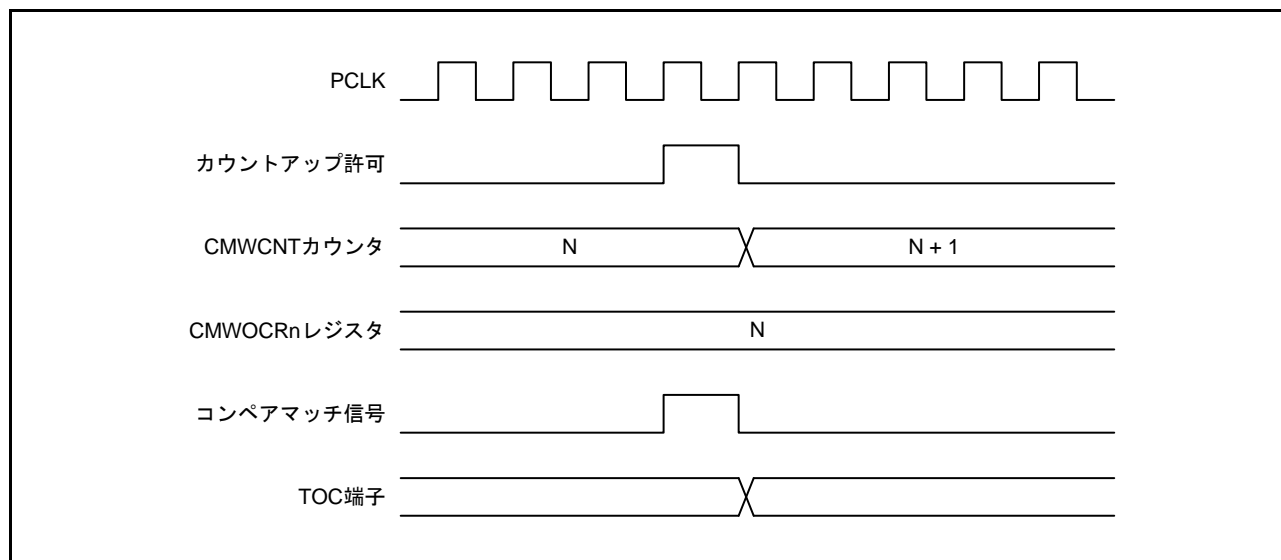 PCLK
カウントアップ許可
CMWCNTカウンタ
N
N + 1
CMWOCRnレジスタ
N
コンペアマッチ信号
TOC端子